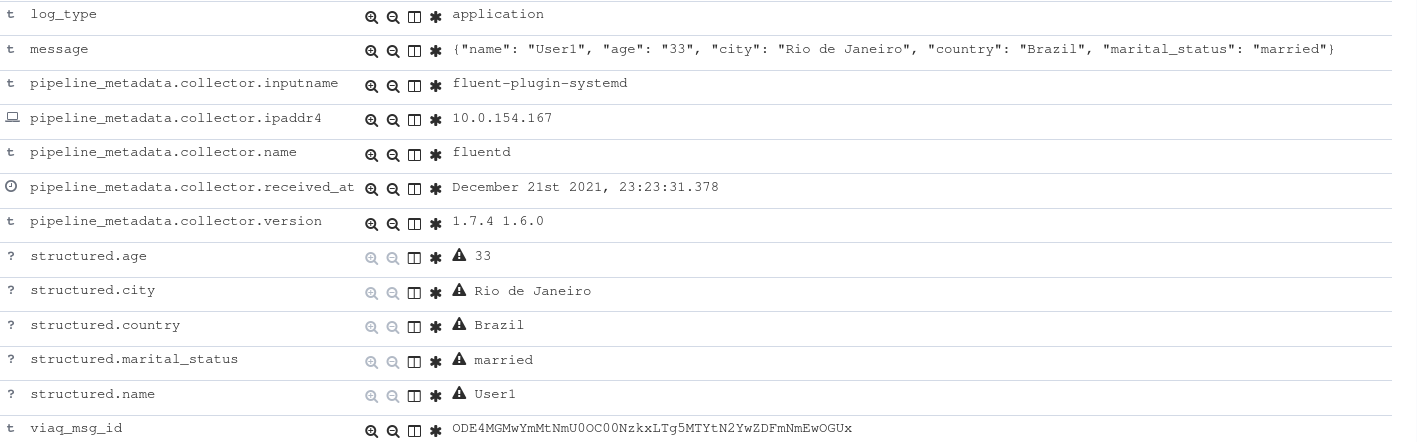 t log_type application
t message {"name": "User1", "age": "33", "city": "Rio de Janeiro", "country": "Brazil", "marital_status": "married"}
t pipeline_metadata.collector.inputname fluent-plugin-systemd
pipeline_metadata.collector.ipaddr4 10.0.154.167
t pipeline_metadata.collector.name fluentd
pipeline_metadata.collector.received_at December 21st 2021, 23:23:31.378
t pipeline_metadata.collector.version 1.7.4 1.6.0
? structured.age 33
? structured.city Rio de Janeiro
? structured.country Brazil
? structured.marital_status married
? structured.name User1
t viaq_msg_id ODE4MGMwYmMtNmU0OC00NzkxLTg5MTYtN2YwZDFmNmEwOGUx